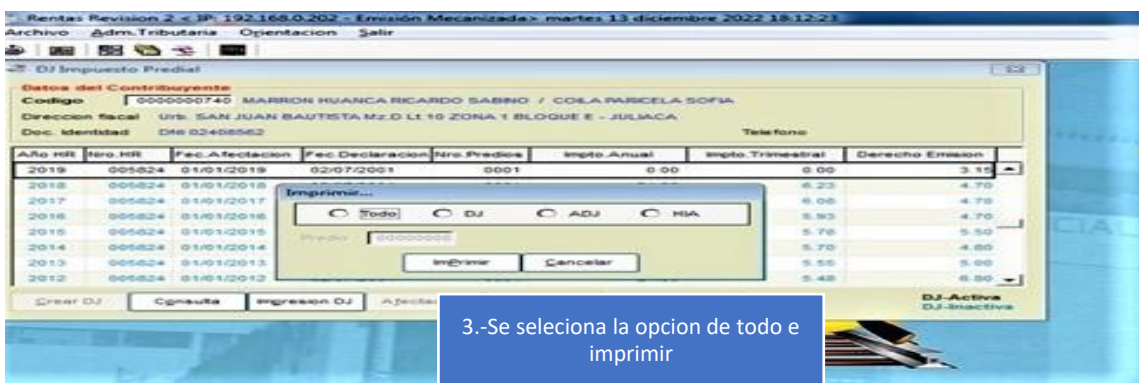 Rentas Revision 2 < IP: 192.168.0.202 - Emisión Mecanizada> martes 13 diciembre 2022 18:12:23
Archivo Adm.Tributaria Orientacion Salir
DJ Impuesto Predial
Datos del Contribuyente
Codigo 0000000740 MARRON HUANCA RICARDO SABINO / COILA PARICELA SOFIA
Direccion fiscal Urb. SAN JUAN BAUTISTA Mz.D Lt 10 ZONA 1 BLOQUE E - JULIACA
Doc. Identidad DNI 02408562 Telefono
Año HR Nro.HR Fec.Afectacion Fec.Declaracion Nro.Predios Impto.Anual Impto.Trimestral Derecho Emision
2019 005824 01/01/2019 02/07/2001 0001 0.00 0.00 3.15
2018 005824 01/01/2018 6.23 4.70
2017 005824 01/01/2017 6.08 4.70
2016 005824 01/01/2016 5.93 4.70
2015 005824 01/01/2015 5.78 5.50
2014 005824 01/01/2014 5.70 4.80
2013 005824 01/01/2013 5.55 5.00
2012 005824 01/01/2012 5.48 6.80
Imprimir...
Todo DJ ADJ HIA
Predio : 00000000
Imprimir Cancelar
Crear DJ Consulta Impresion DJ
DJ-Activa
DJ-Inactiva
CIAL
3.-Se seleciona la opcion de todo e
imprimir